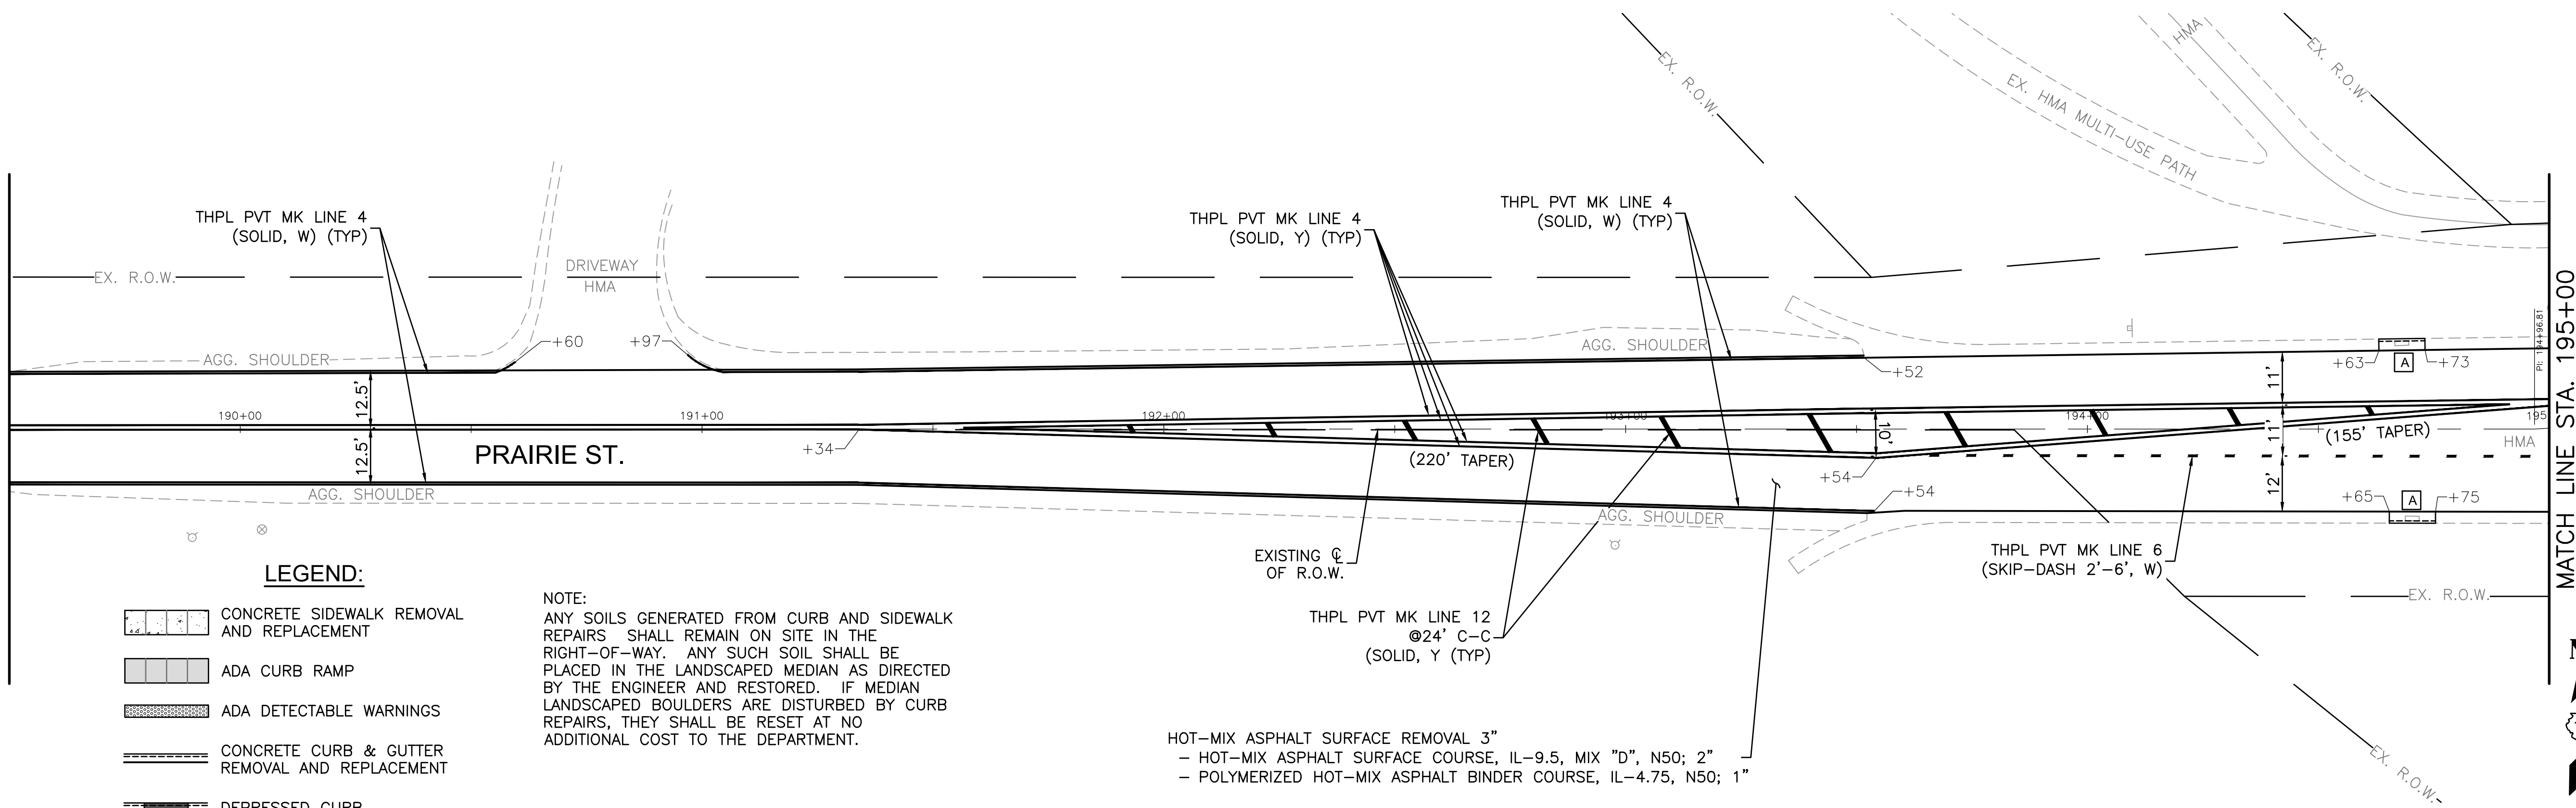 THPL PVT MK LINE 4
(SOLID, W) (TYP)
THPL PVT MK LINE 4
(SOLID, Y) (TYP)
THPL PVT MK LINE 4
(SOLID, W) (TYP)
EX. R.O.W.
HMA
EX. R.O.W.
EX. HMA MULTI-USE PATH
EX. R.O.W.
DRIVEWAY
HMA
+60
+97
AGG. SHOULDER
AGG. SHOULDER
+52
+63
A
+73
PI: 194+96.81
MATCH LINE STA. 195+00
12.5'
190+00
191+00
192+00
193+00
194+00
195
11'
12.5'
PRAIRIE ST.
+34
(220' TAPER)
10'
11'
(155' TAPER)
HMA
+54
+54
12'
+65
A
+75
AGG. SHOULDER
AGG. SHOULDER
EXISTING ℄
OF R.O.W.
THPL PVT MK LINE 6
(SKIP-DASH 2'-6', W)
EX. R.O.W.
THPL PVT MK LINE 12
@24' C-C
(SOLID, Y (TYP)
EX. R.O.W.
LEGEND:
CONCRETE SIDEWALK REMOVAL
AND REPLACEMENT
ADA CURB RAMP
ADA DETECTABLE WARNINGS
CONCRETE CURB & GUTTER
REMOVAL AND REPLACEMENT
DEPRESSED CURB
NOTE:
ANY SOILS GENERATED FROM CURB AND SIDEWALK
REPAIRS SHALL REMAIN ON SITE IN THE
RIGHT-OF-WAY. ANY SUCH SOIL SHALL BE
PLACED IN THE LANDSCAPED MEDIAN AS DIRECTED
BY THE ENGINEER AND RESTORED. IF MEDIAN
LANDSCAPED BOULDERS ARE DISTURBED BY CURB
REPAIRS, THEY SHALL BE RESET AT NO
ADDITIONAL COST TO THE DEPARTMENT.
HOT-MIX ASPHALT SURFACE REMOVAL 3"
- HOT-MIX ASPHALT SURFACE COURSE, IL-9.5, MIX "D", N50; 2"
- POLYMERIZED HOT-MIX ASPHALT BINDER COURSE, IL-4.75, N50; 1"